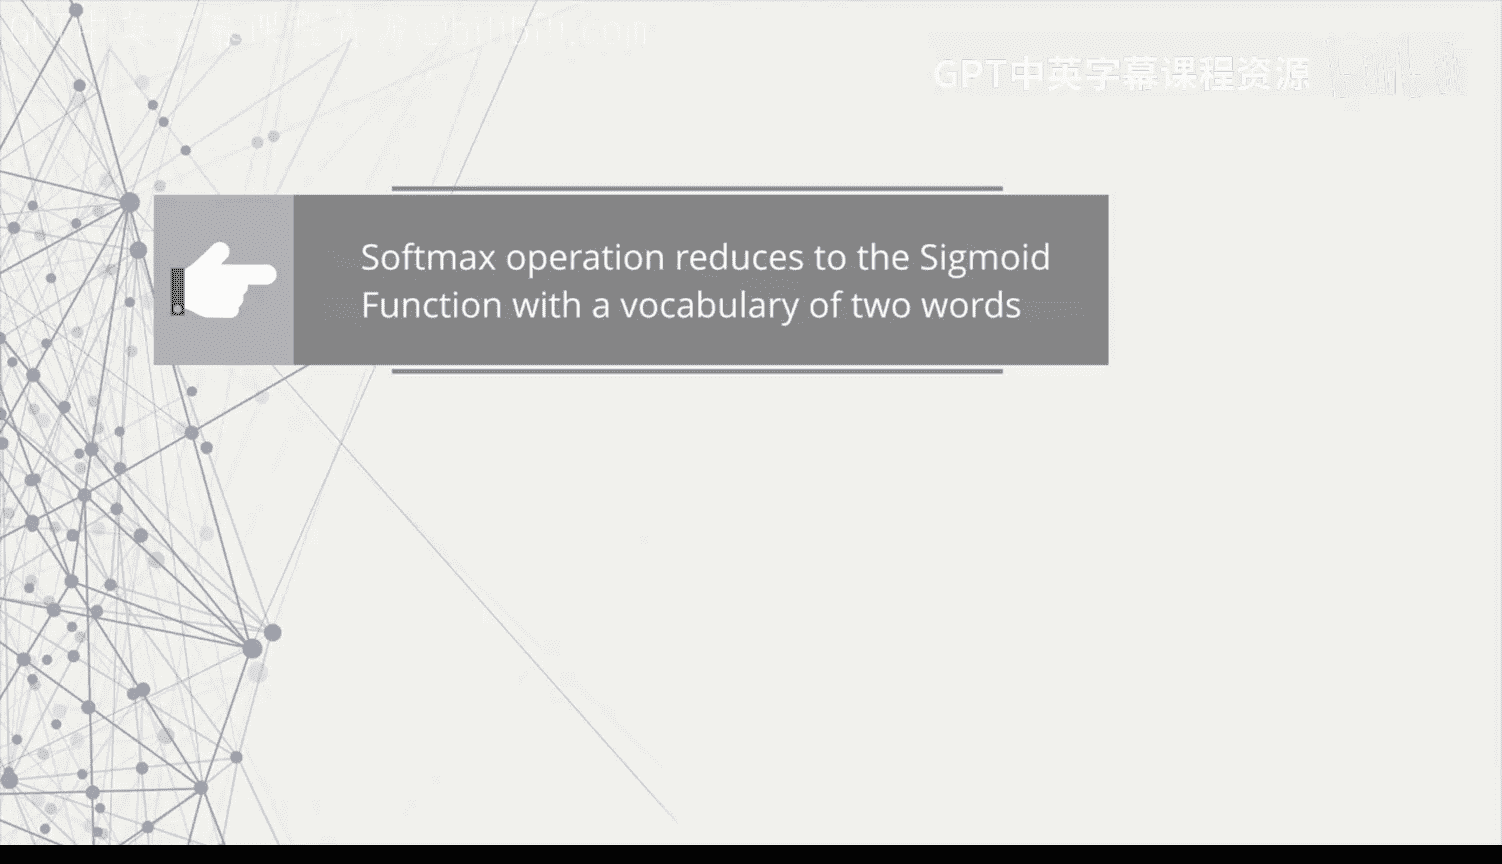 GPT中英字幕课程资源
Softmax operation reduces to the Sigmoid
Function with a vocabulary of two words